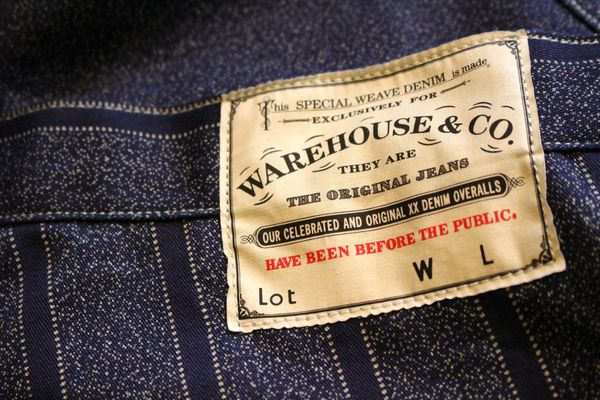 This SPECIAL WEAVE DENIM is made
EXCLUSIVELY FOR
WAREHOUSE & CO.
THEY ARE
THE ORIGINAL JEANS
OUR CELEBRATED AND ORIGINAL XX DENIM OVERALLS
HAVE BEEN BEFORE THE PUBLIC.
Lot W L